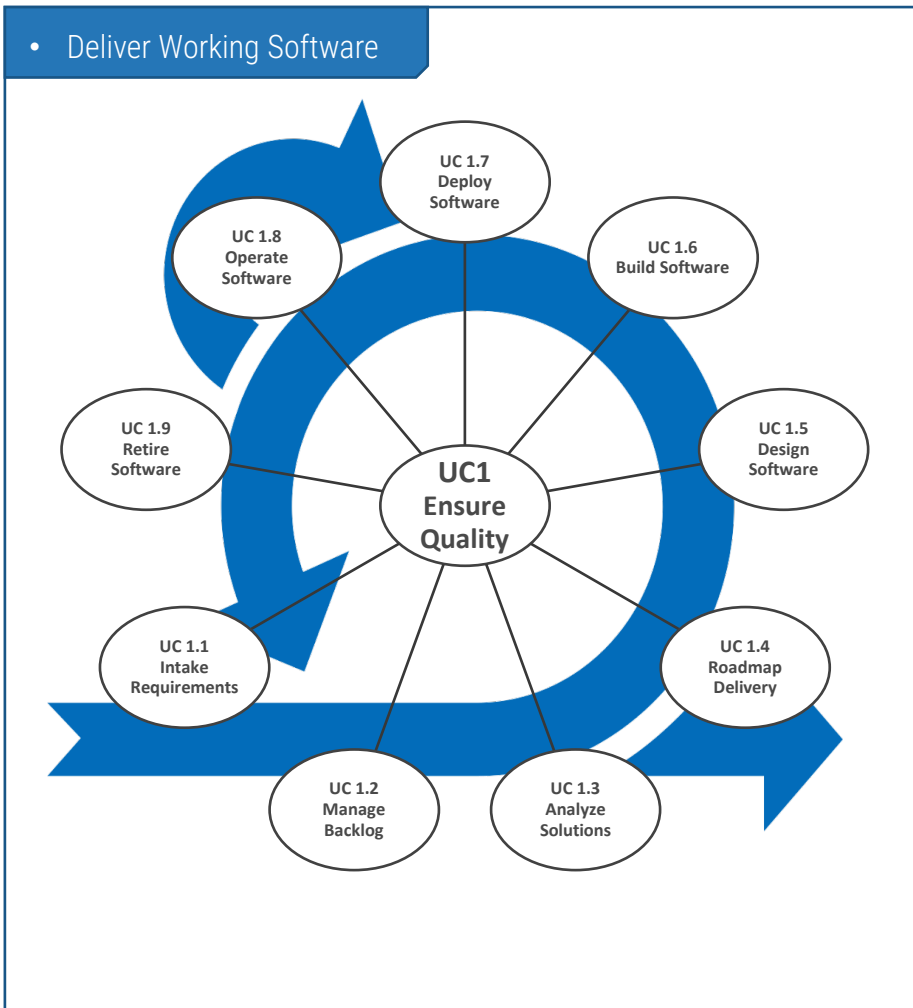 • Deliver Working Software
UC 1.7
Deploy
Software
UC 1.8
Operate
Software
UC 1.6
Build Software
UC 1.9
Retire
Software
UC 1.5
Design
Software
UC1
Ensure
Quality
UC 1.1
Intake
Requirements
UC 1.4
Roadmap
Delivery
UC 1.2
Manage
Backlog
UC 1.3
Analyze
Solutions